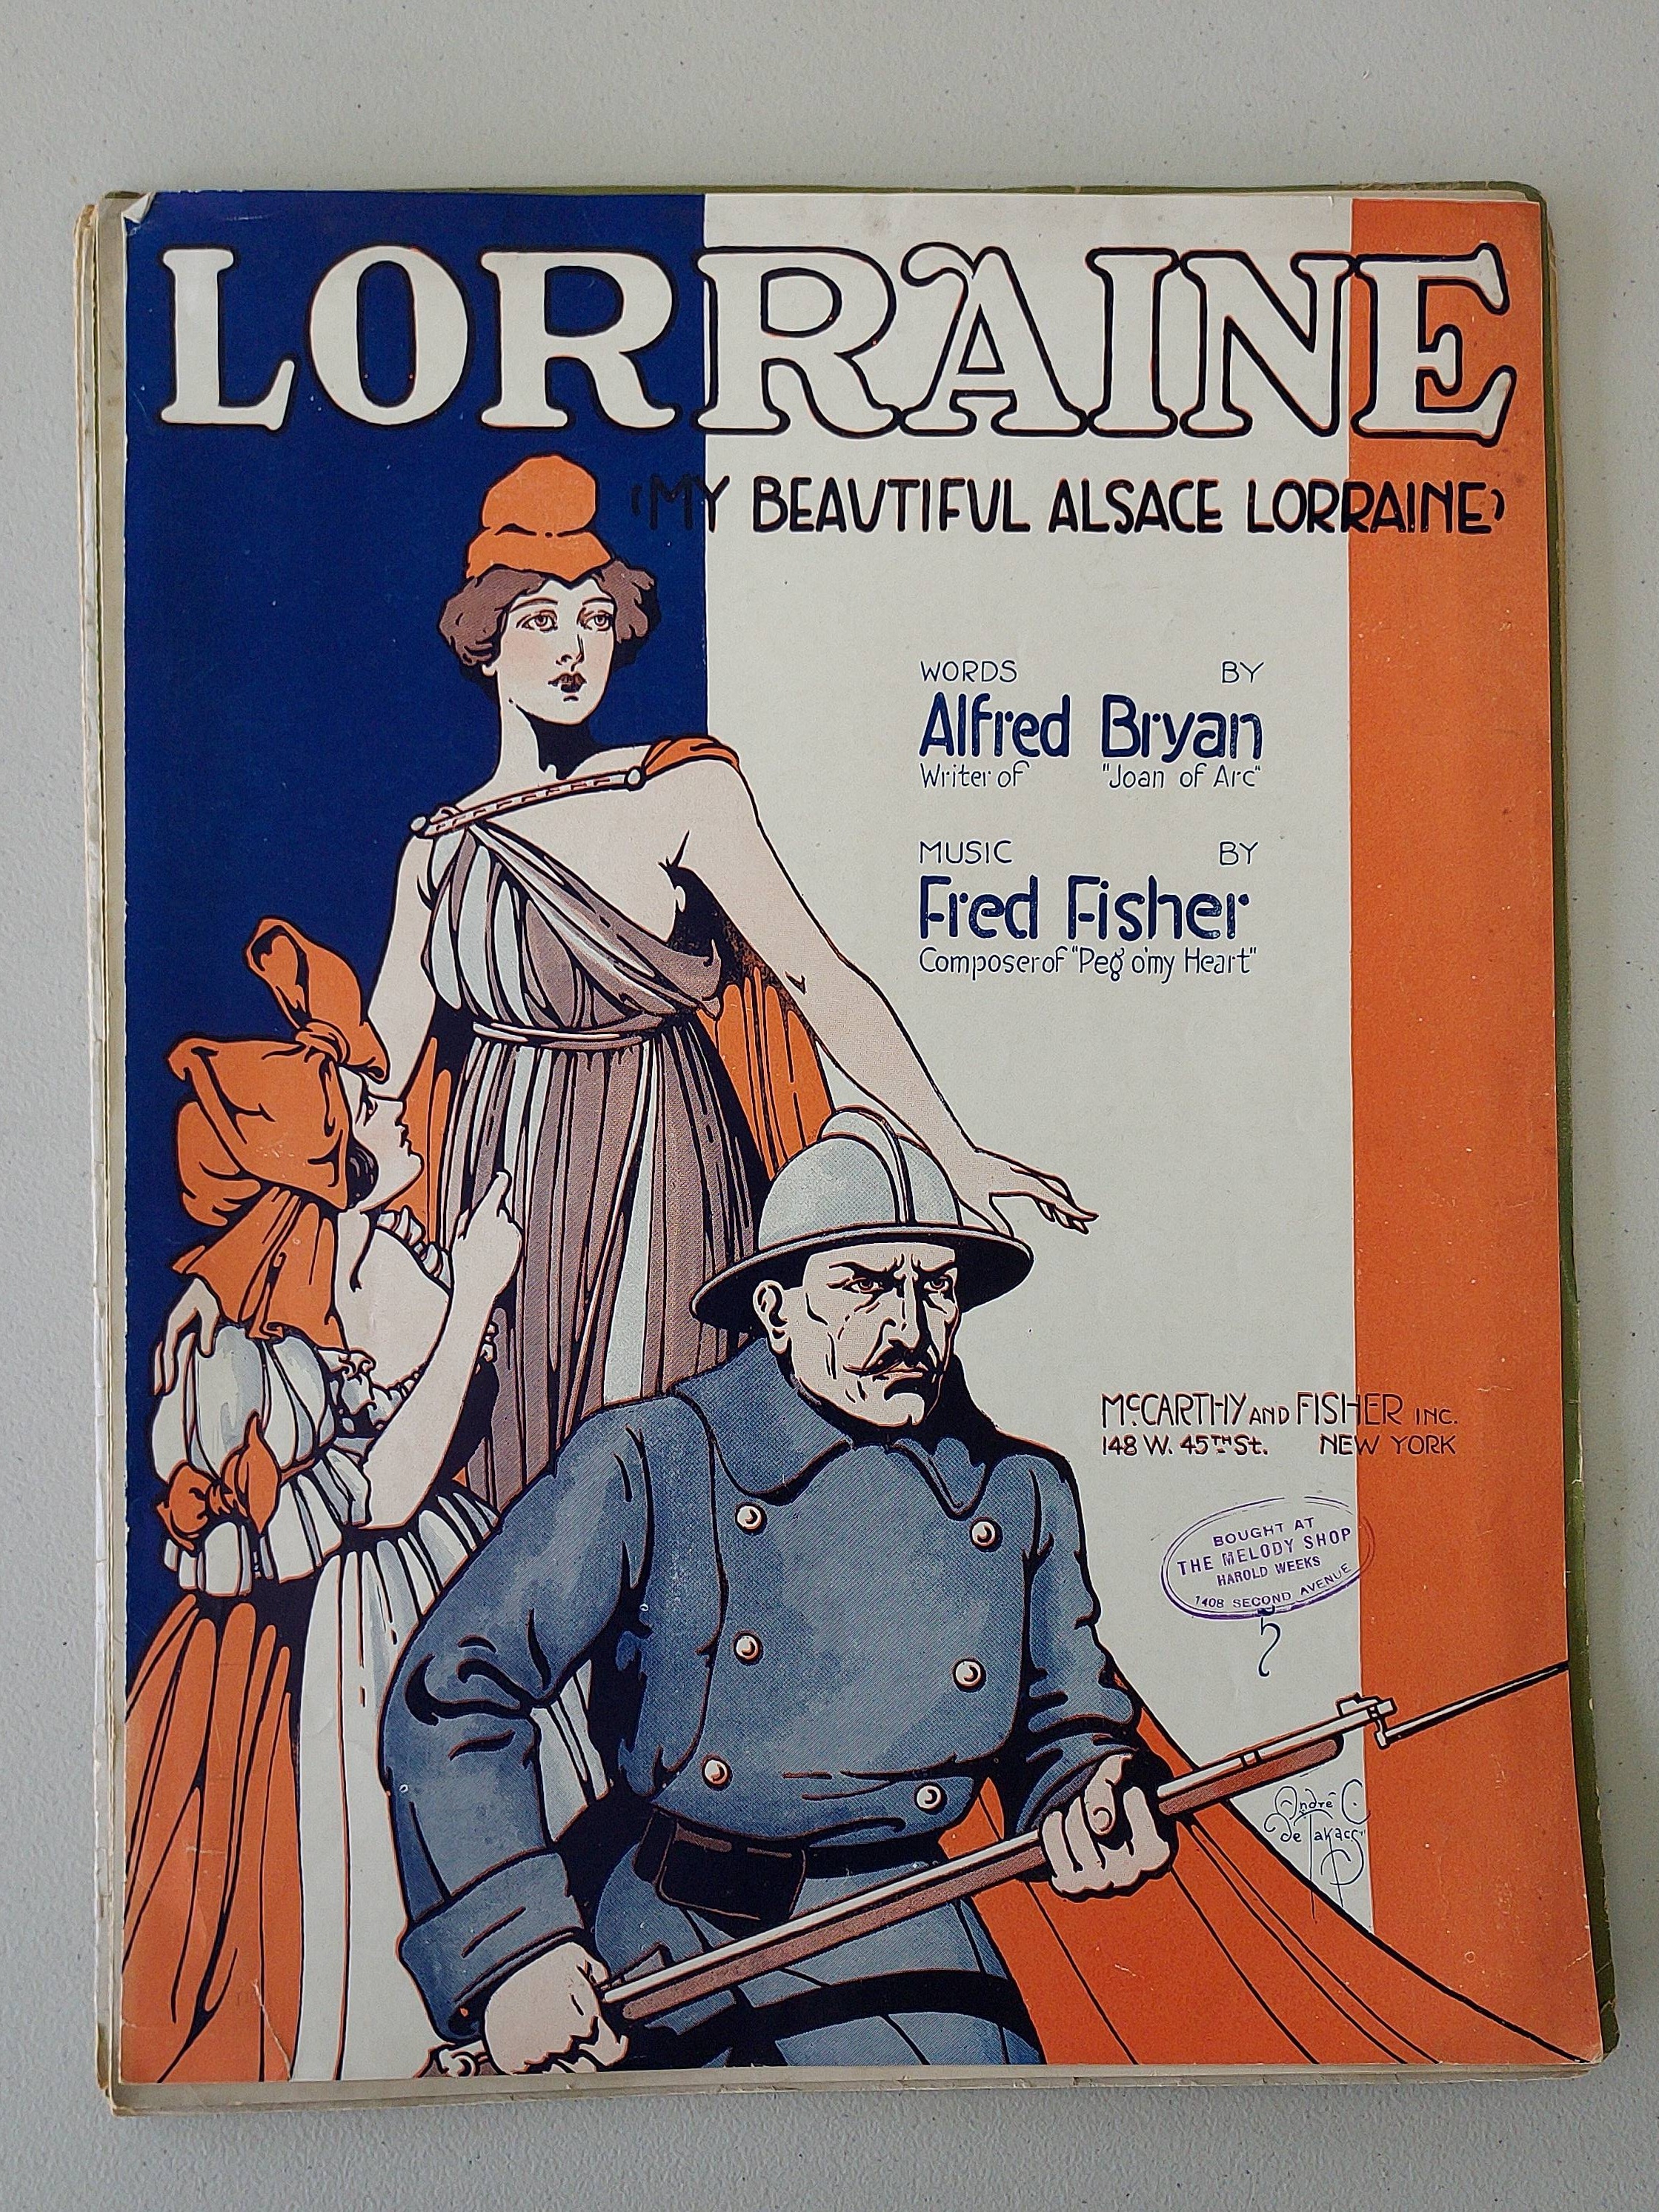 LORRAINE
(MY BEAUTIFUL ALSACE LORRAINE)
WORDS BY
Alfred Bryan
Writer of "Joan of Arc"
MUSIC BY
Fred Fisher
Composer of "Peg o'my Heart"
McCARTHY AND FISHER INC.
148 W. 45TH St. NEW YORK
BOUGHT AT
THE MELODY SHOP
HAROLD WEEKS
1408 SECOND AVENUE
5
André C.
de Takacs